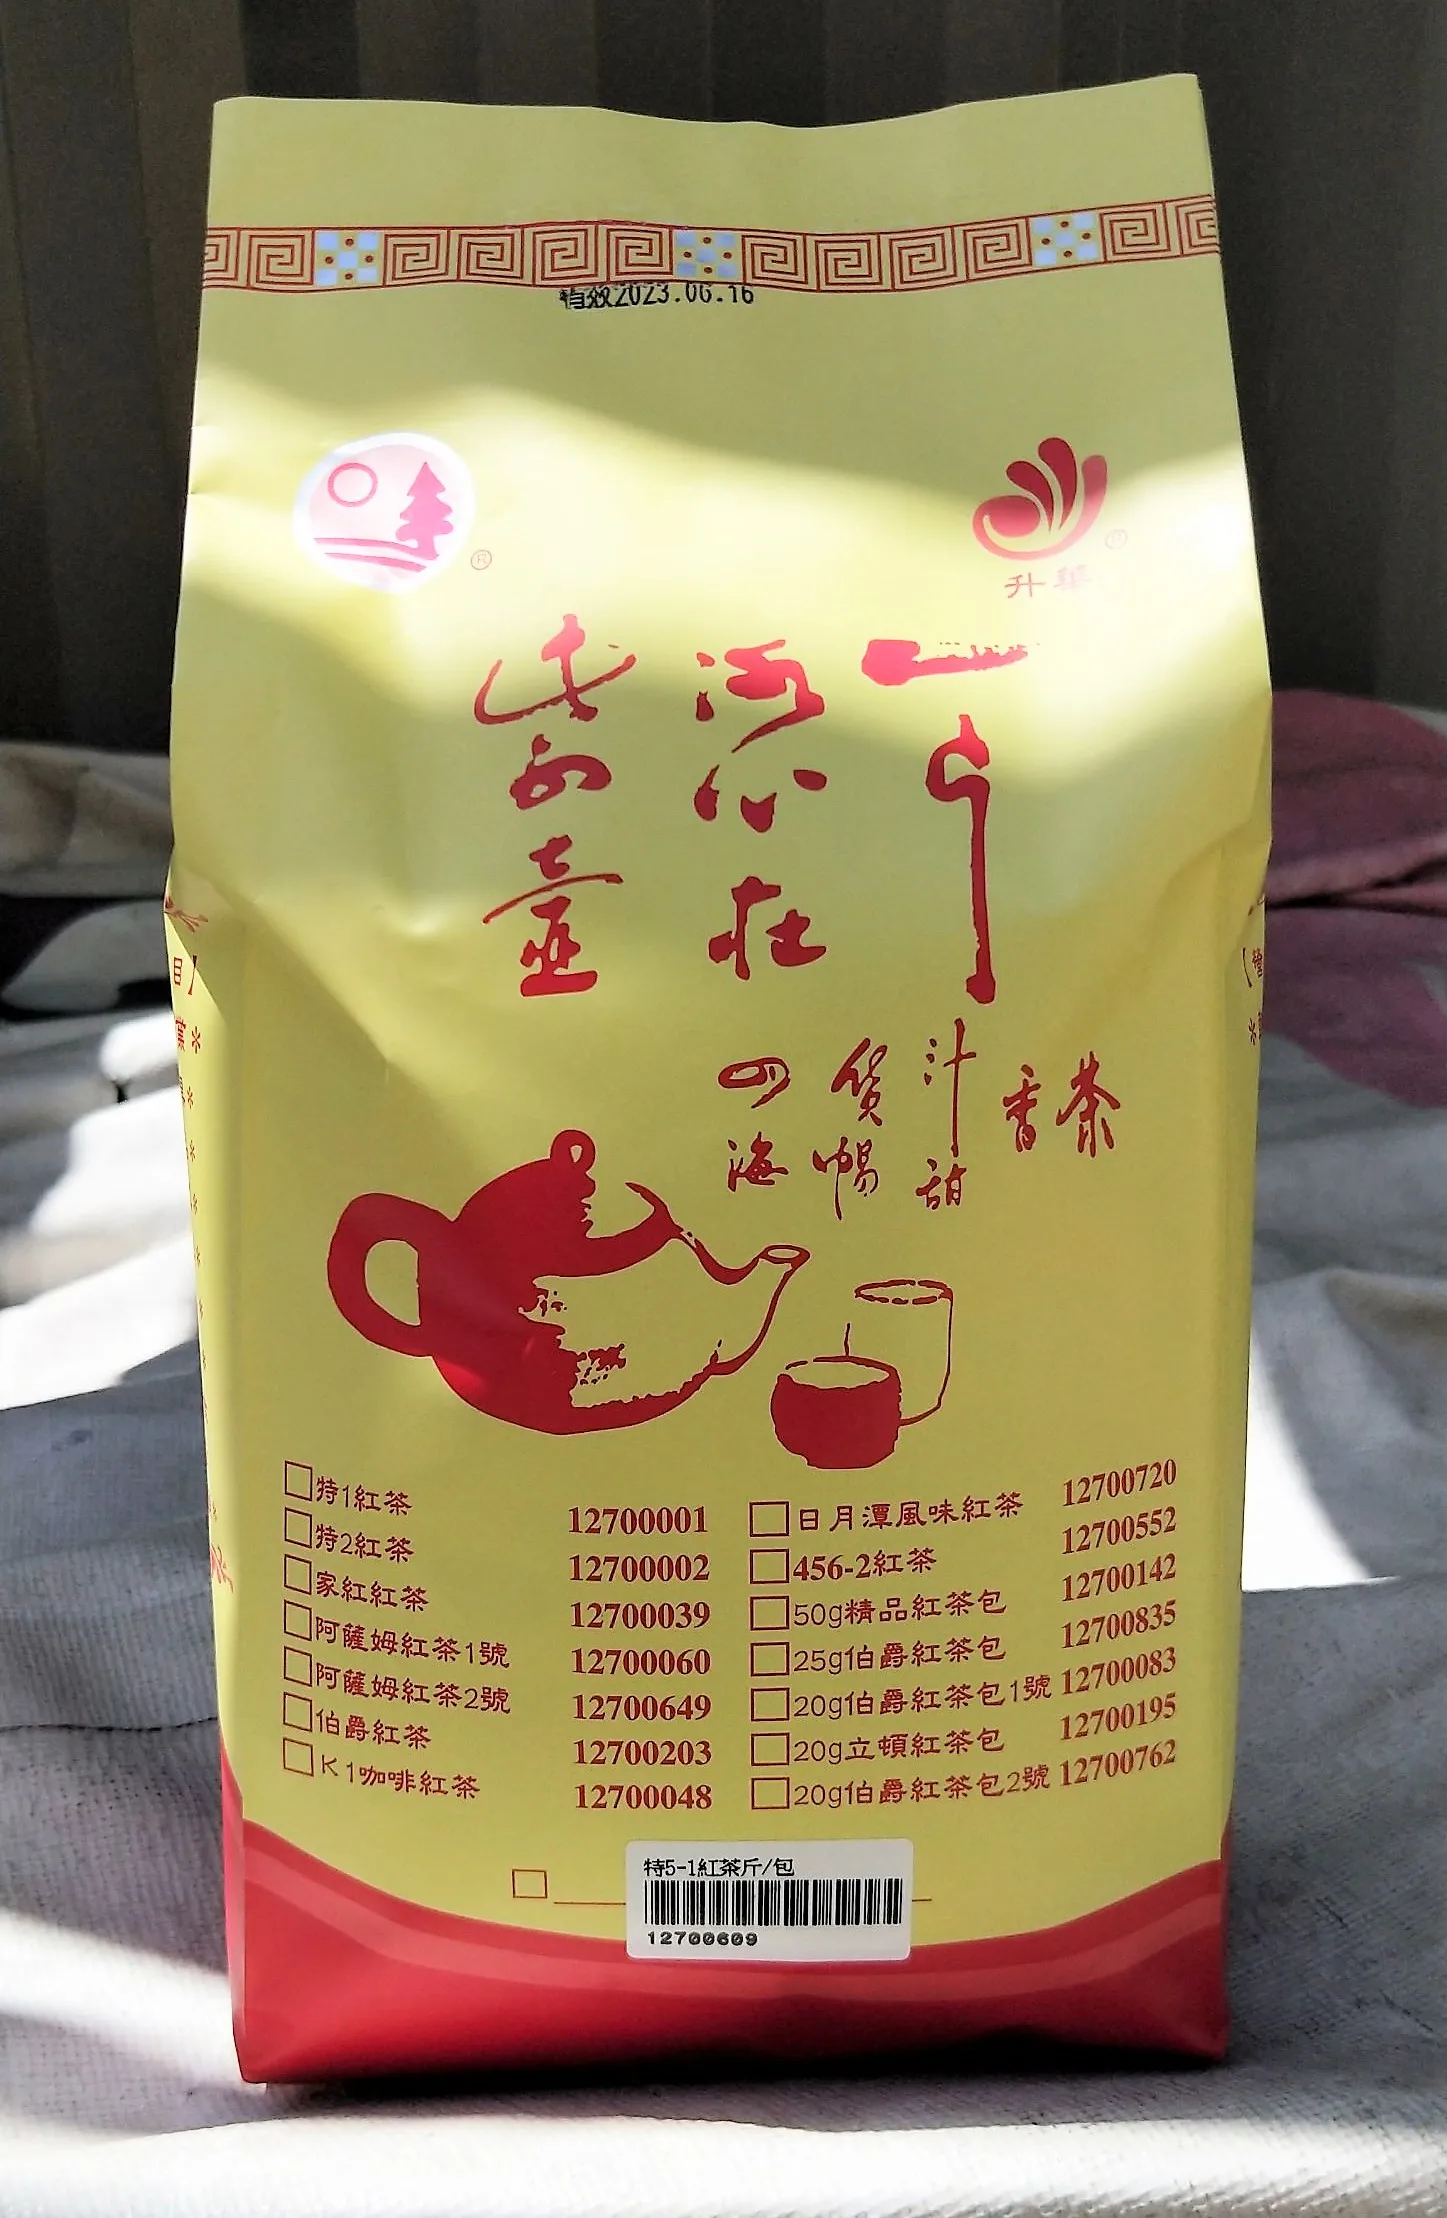 有效2023.06.16
升華
一片
冰心在
紫砂壺
茶香
汁甜
貨暢
四海
特1紅茶 12700001
特2紅茶 12700002
家紅紅茶 12700039
阿薩姆紅茶1號 12700060
阿薩姆紅茶2號 12700649
伯爵紅茶 12700203
K1咖啡紅茶 12700048
日月潭風味紅茶 12700720
456-2紅茶 12700552
50g精品紅茶包 12700142
25g伯爵紅茶包 12700835
20g伯爵紅茶包1號 12700083
20g立頓紅茶包 12700195
20g伯爵紅茶包2號 12700762
特5-1紅茶斤/包
12700609